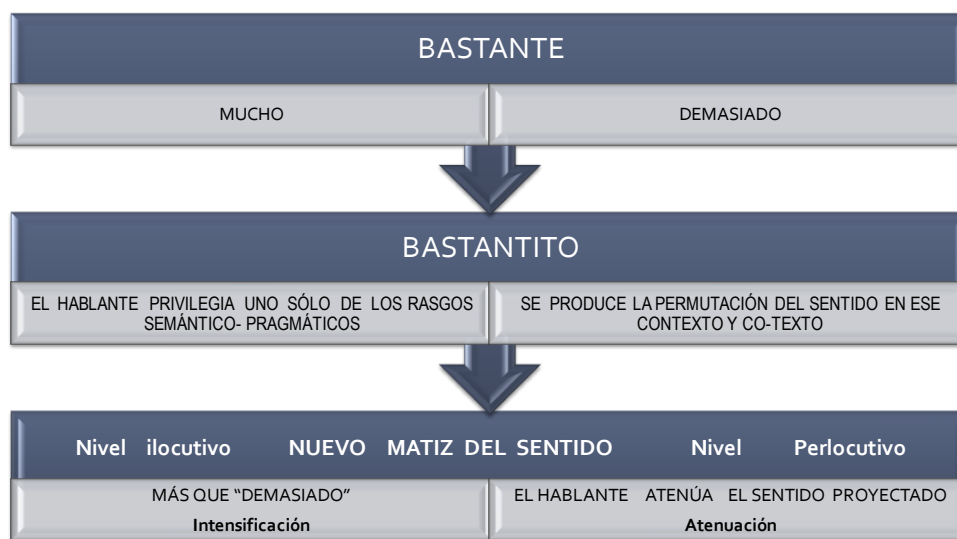 BASTANTE
MUCHO
DEMASIADO
BASTANTITO
EL HABLANTE PRIVILEGIA UNO SÓLO DE LOS RASGOS
SEMÁNTICO- PRAGMÁTICOS
SE PRODUCE LA PERMUTACIÓN DEL SENTIDO EN ESE
CONTEXTO Y CO-TEXTO
Nivel ilocutivo NUEVO MATIZ DEL SENTIDO Nivel Perlocutivo
MÁS QUE “DEMASIADO”
Intensificación
EL HABLANTE ATENÚA EL SENTIDO PROYECTADO
Atenuación